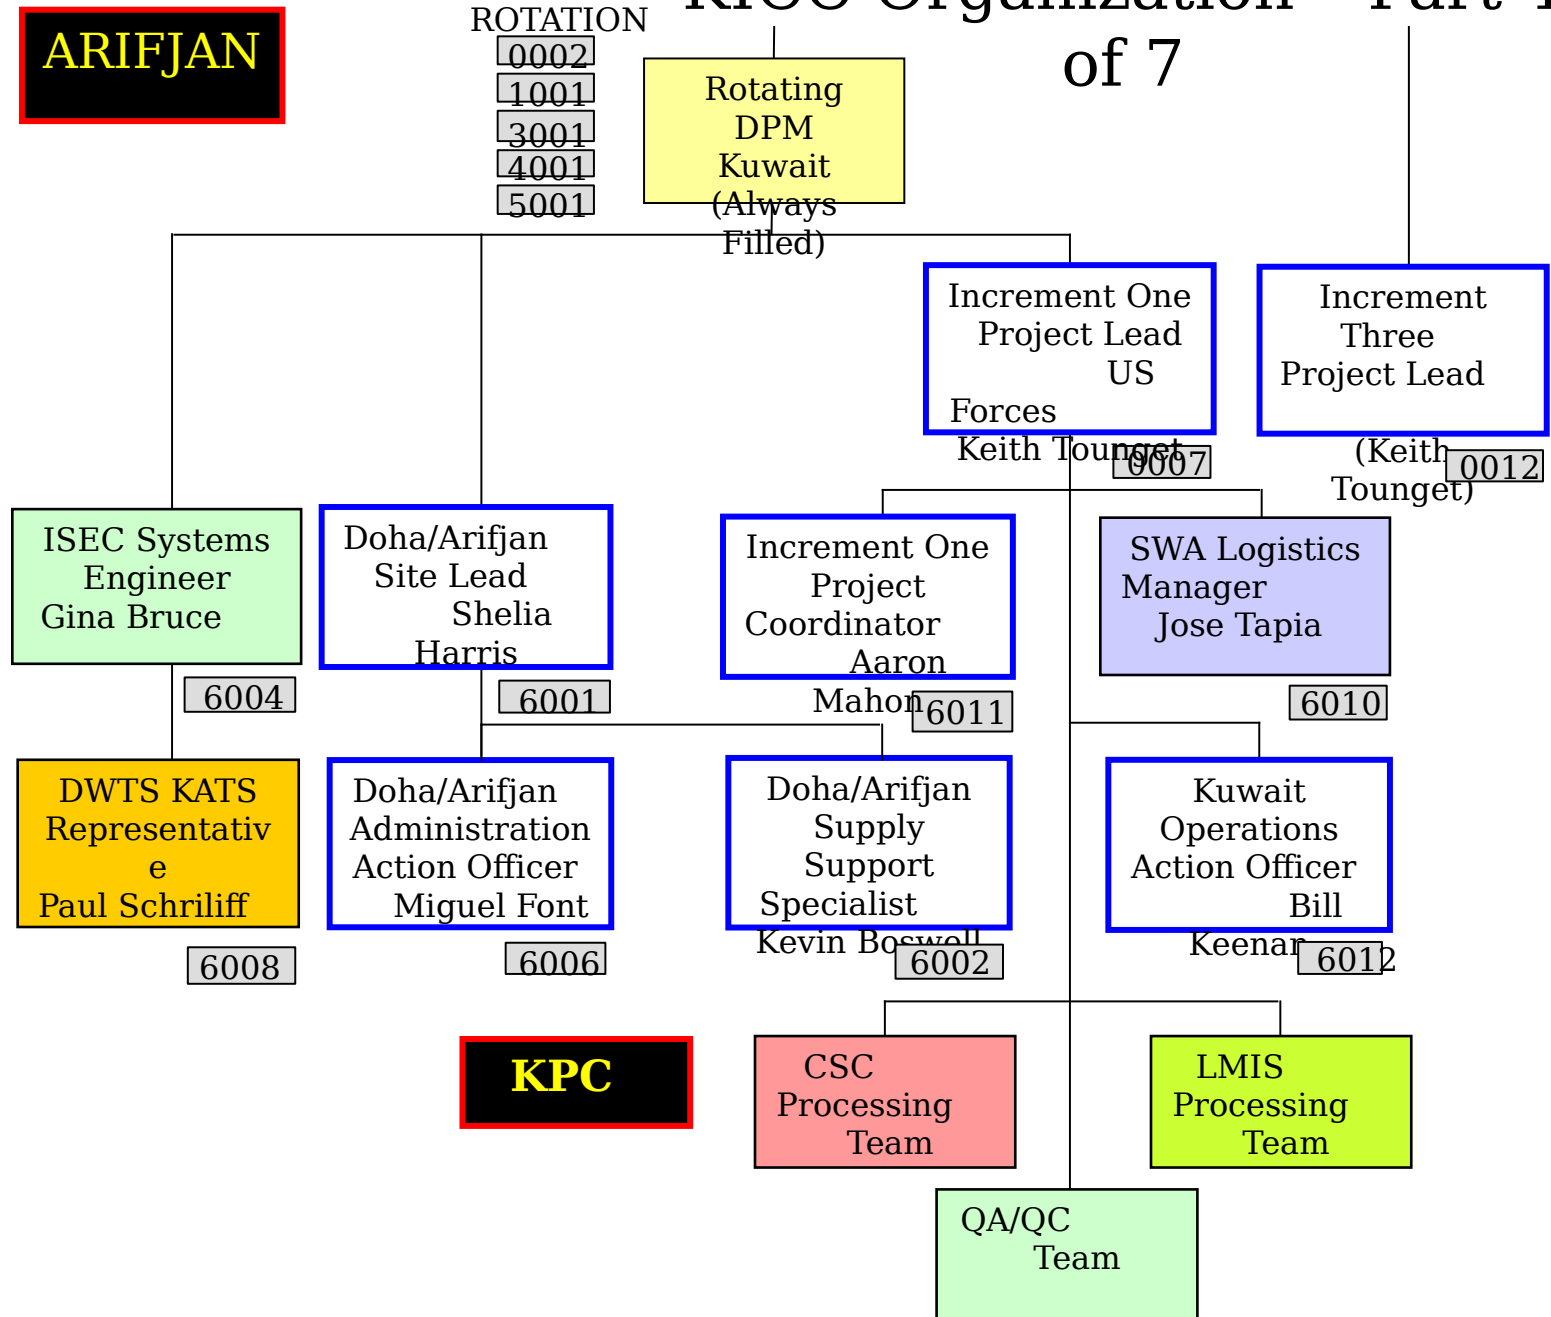 Organization
of 7
ARIFJAN
ROTATION
0002
1001
3001
4001
5001
Rotating
DPM
Kuwait
(Always
Filled)
Increment One
Project Lead
US
Forces
Keith Tounget
0007
Increment
Three
Project Lead
(Keith
Tounget)
0012
ISEC Systems
Engineer
Gina Bruce
6004
Doha/Arifjan
Site Lead
Shelia
Harris
6001
Increment One
Project
Coordinator
Aaron
Mahon
6011
SWA Logistics
Manager
Jose Tapia
6010
DWTS KATS
Representativ
e
Paul Schriliff
6008
Doha/Arifjan
Administration
Action Officer
Miguel Font
6006
Doha/Arifjan
Supply
Support
Specialist
Kevin Boswell
6002
Kuwait
Operations
Action Officer
Bill
Keenan
6012
KPC
CSC
Processing
Team
LMIS
Processing
Team
QA/QC
Team